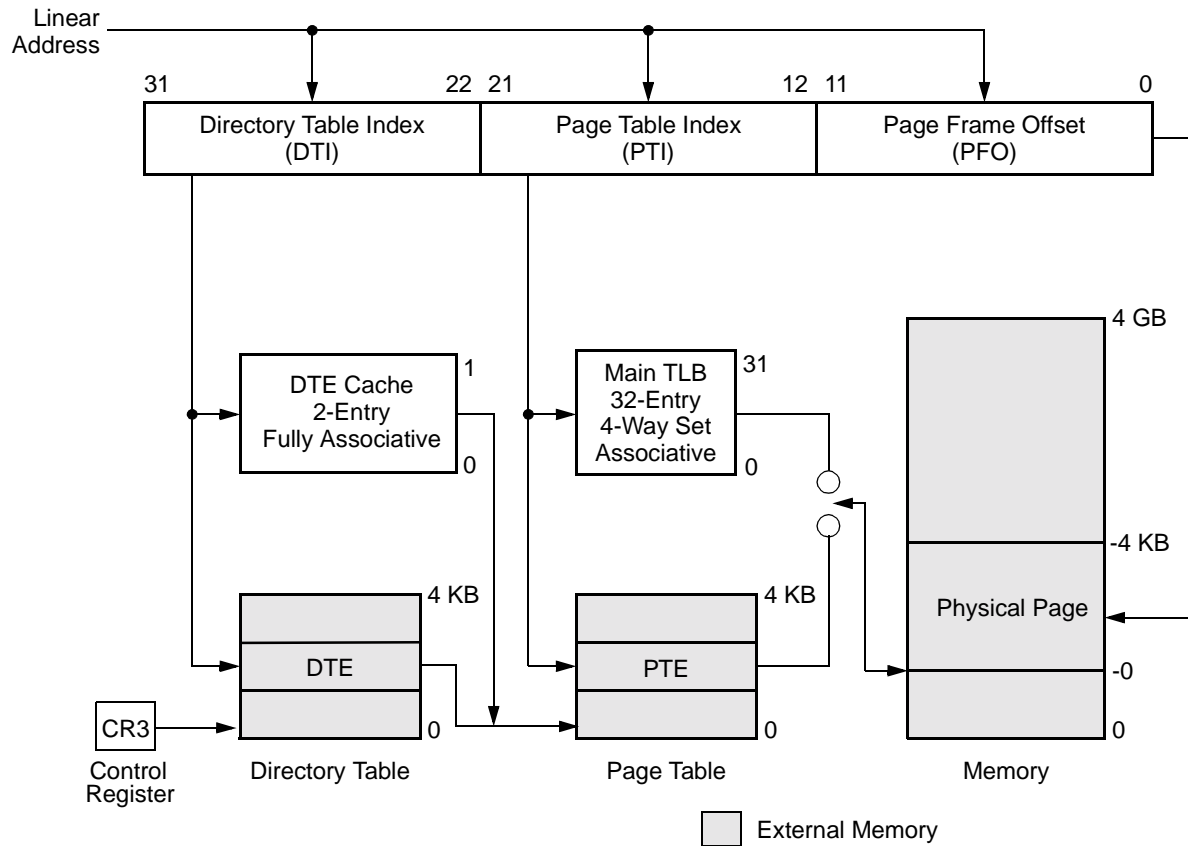 Linear
Address
31
22
21
12
11
0
Directory Table Index
(DTI)
Page Table Index
(PTI)
Page Frame Offset
(PFO)
4 GB
DTE Cache
2-Entry
Fully Associative
1
0
Main TLB
32-Entry
4-Way Set
Associative
31
0
-4 KB
Physical Page
-0
0
4 KB
DTE
0
4 KB
PTE
0
CR3
Control
Register
Directory Table
Page Table
Memory
External Memory